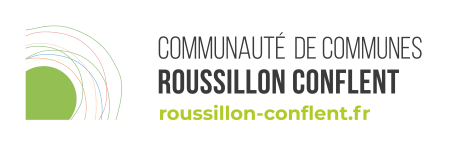 COMMUNAUTÉ DE COMMUNES
ROUSSILLON CONFLENT
roussillon-conflent.fr